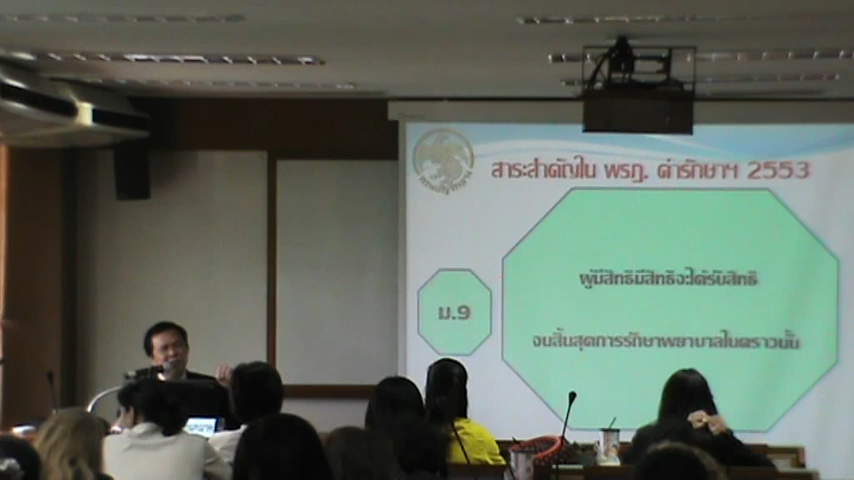 สาระสำคัญใน พรฎ. ค่ารักษาฯ 2553
ม.9
ผู้มีสิทธิมีสิทธิจะได้รับสิทธิ
จนสิ้นสุดการรักษาพยาบาลในคราวนั้น